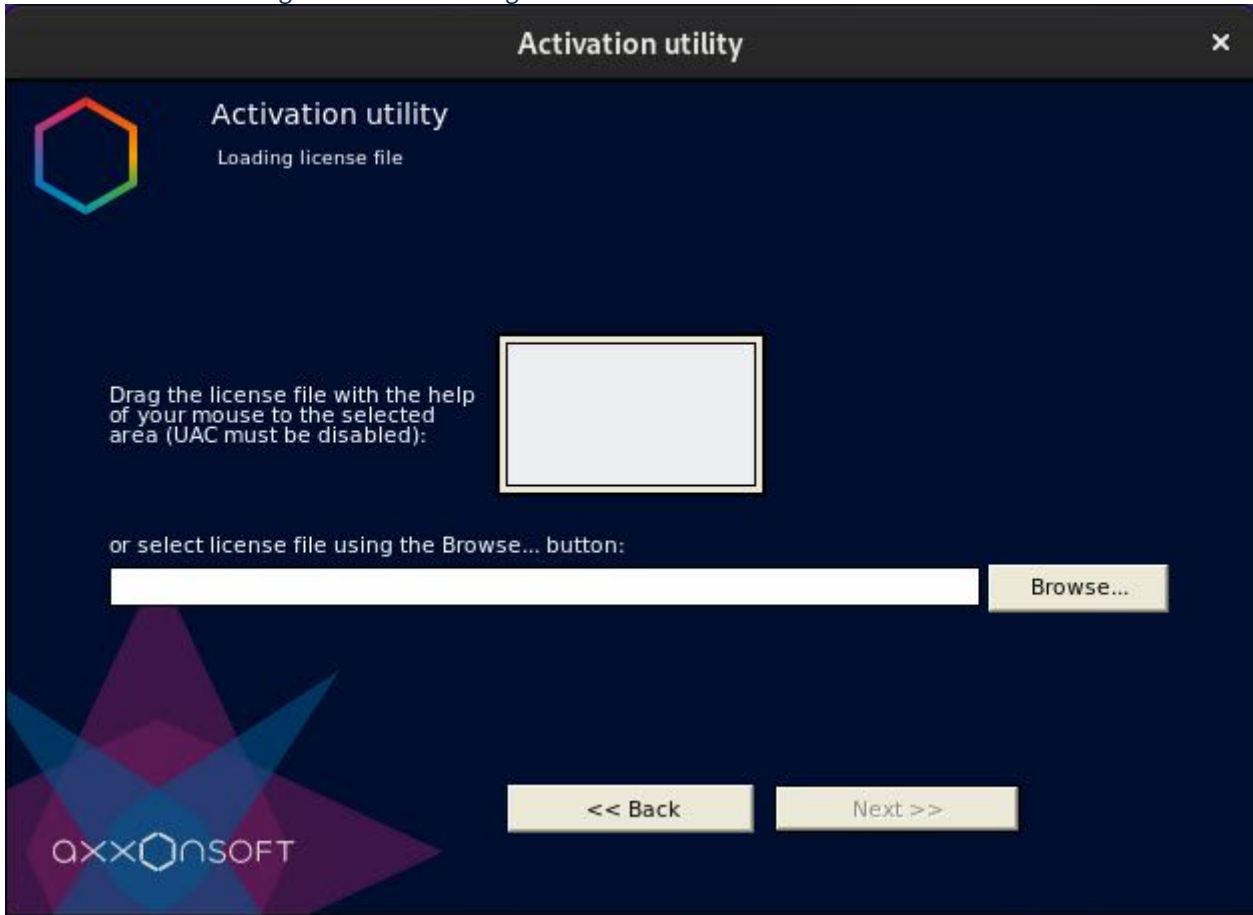 Activation utility
Activation utility
Loading license file
Drag the license file with the help
of your mouse to the selected
area (UAC must be disabled):
or select license file using the Browse... button:
Browse...
<< Back
Next >>
axxonsoft